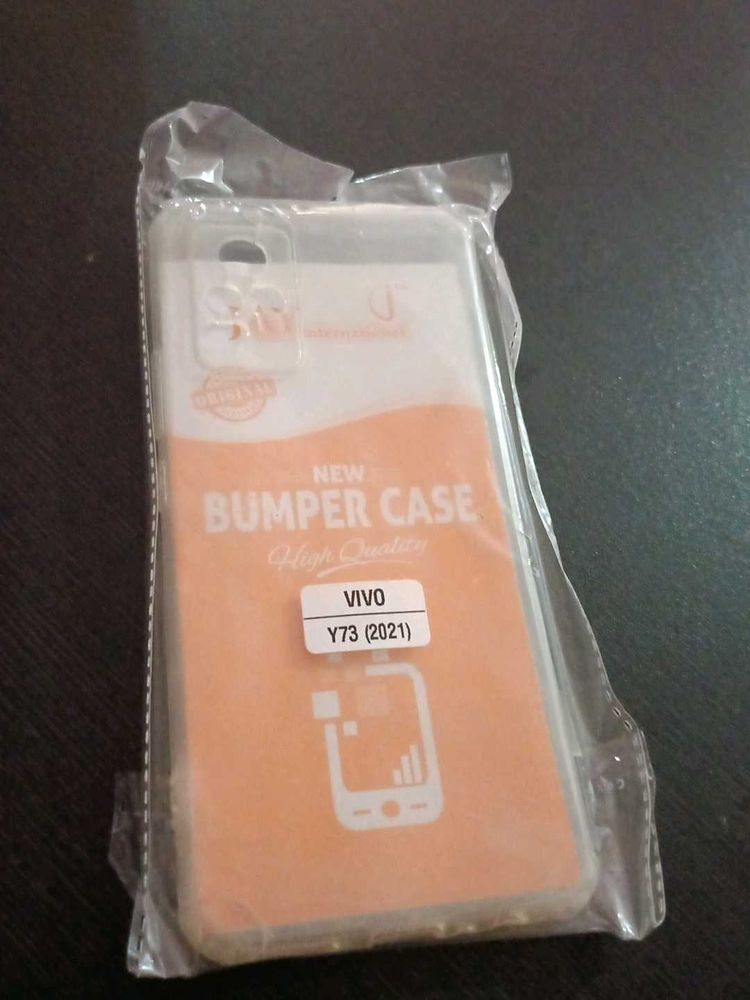 International
ORIGINAL
NEW
BUMPER CASE
High Quality
VIVO
Y73 (2021)